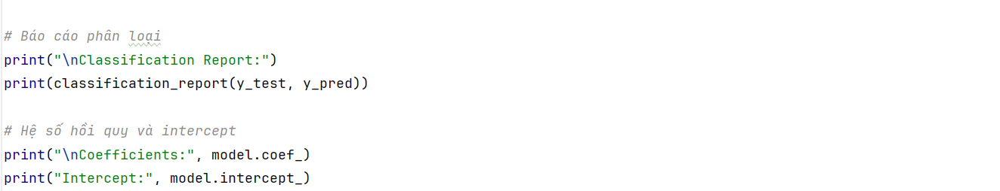 # Báo cáo phân loại
print("\nClassification Report:")
print(classification_report(y_test, y_pred))
# Hệ số hồi quy và intercept
print("\nCoefficients:", model.coef_)
print("Intercept:", model.intercept_)